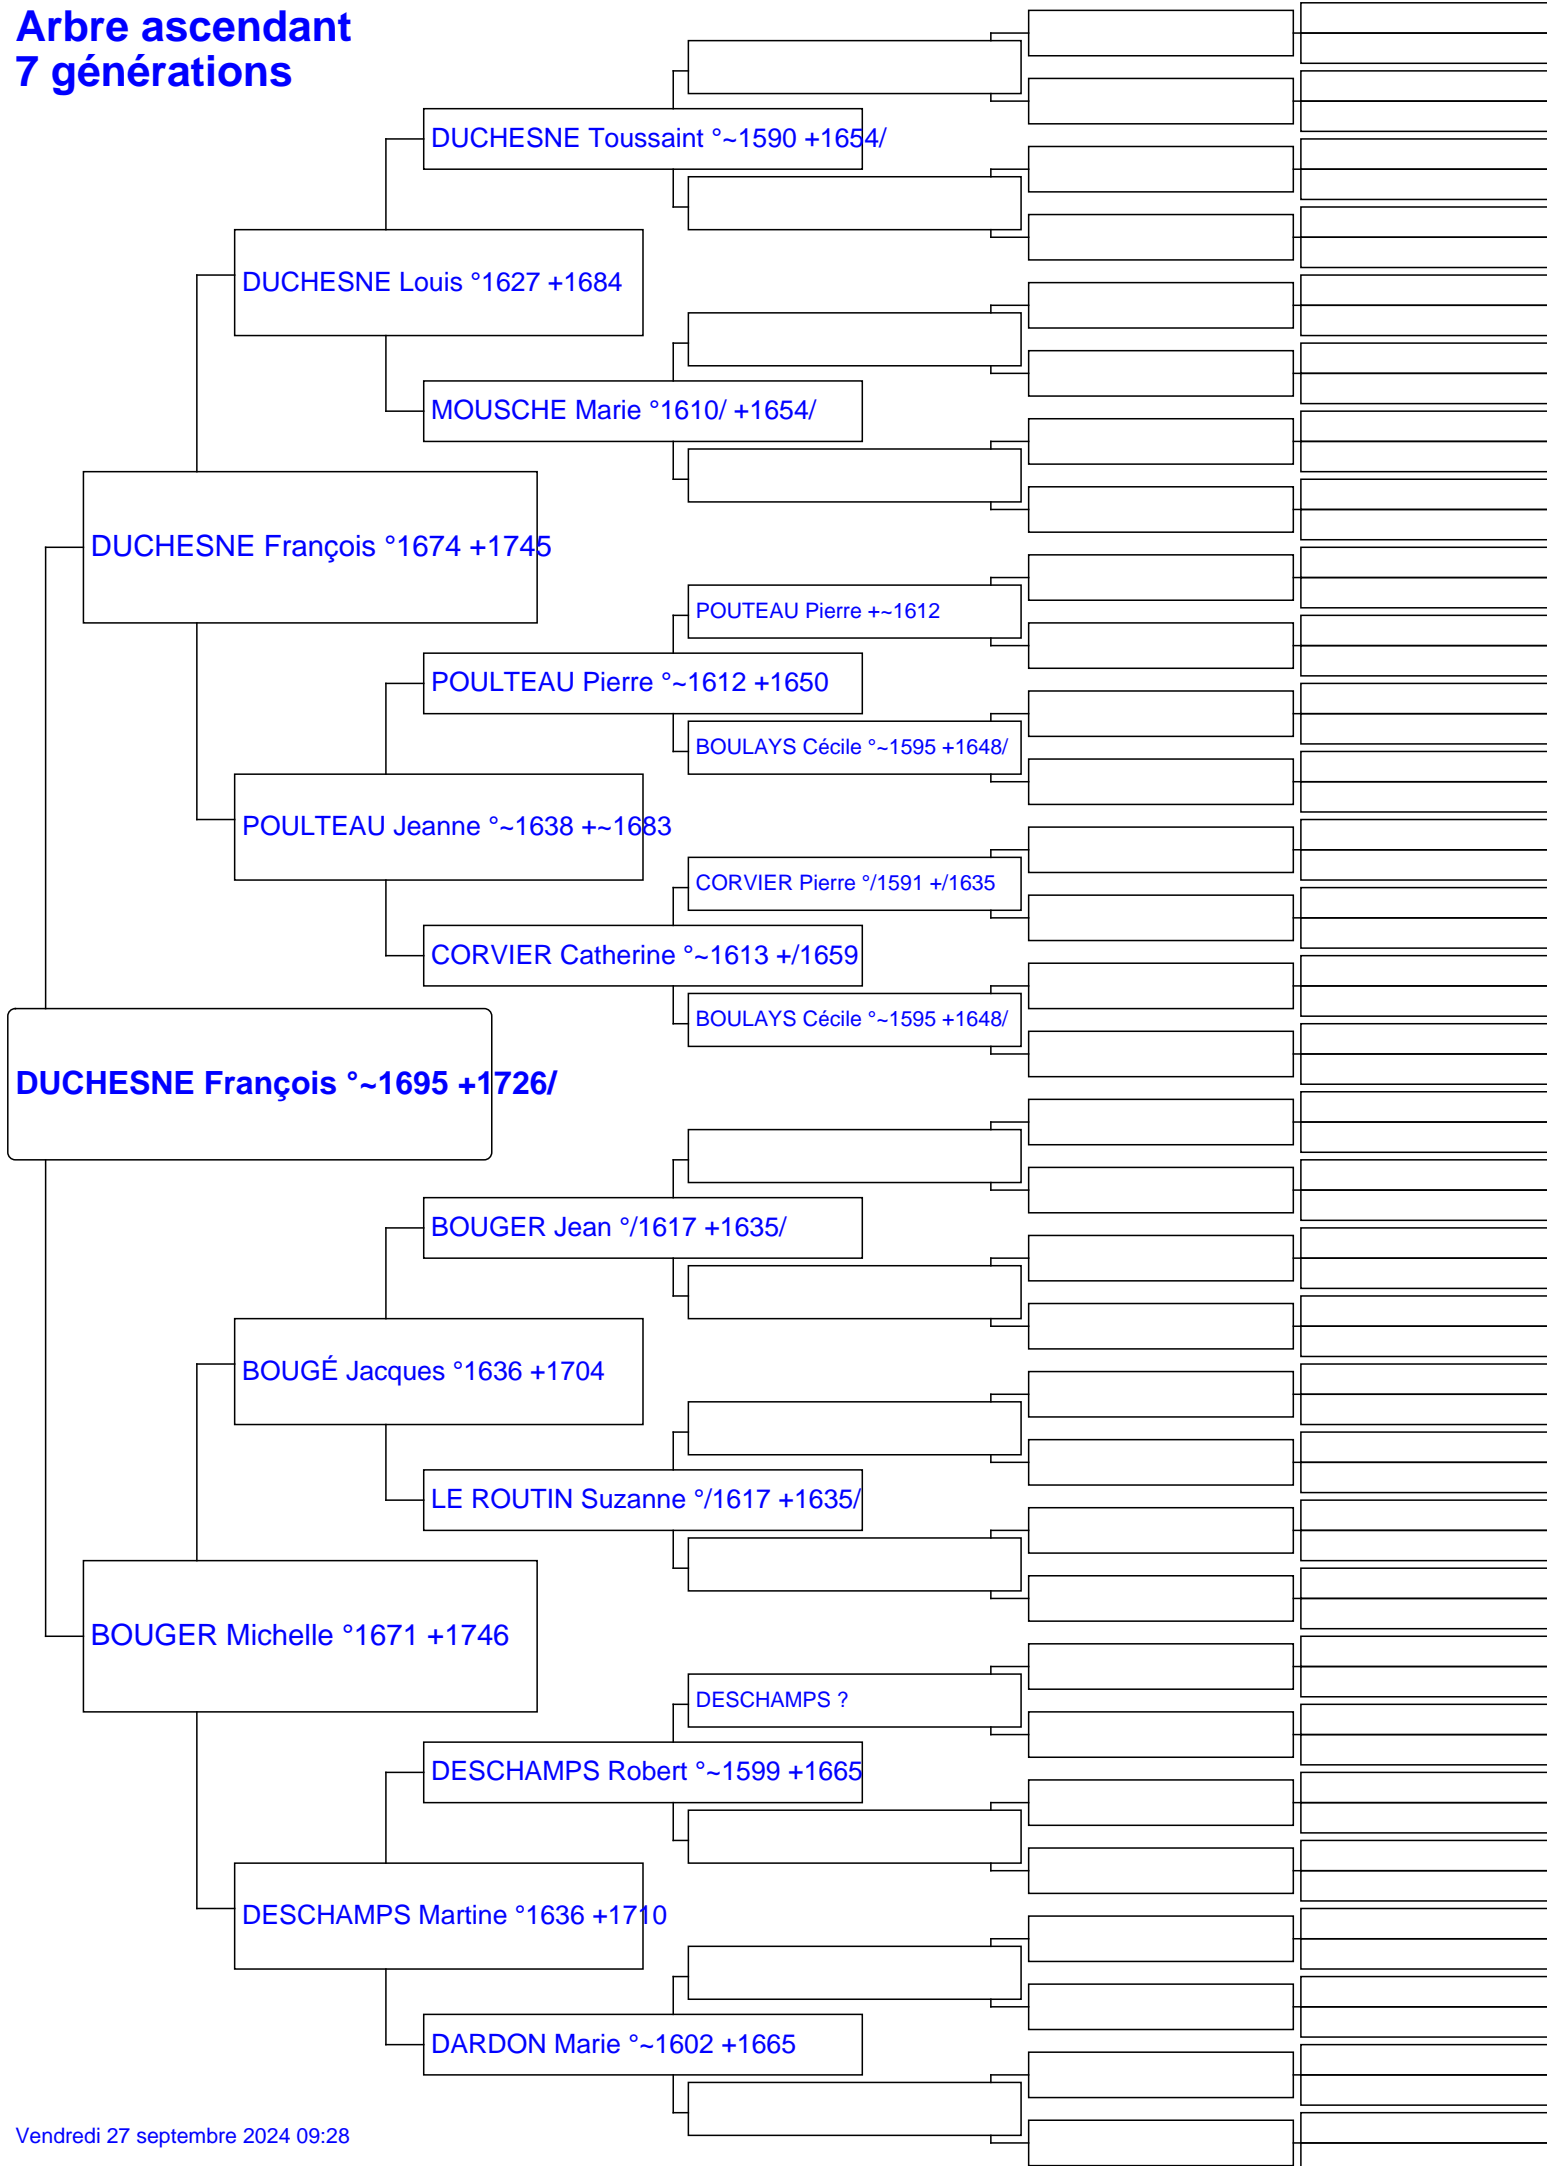 Arbre ascendant
7 générations
DUCHESNE Toussaint °~1590 +1654/
DUCHESNE Louis °1627 +1684
MOUSCHE Marie °1610/ +1654/
DUCHESNE François °1674 +1745
POUTEAU Pierre +~1612
POULTEAU Pierre °~1612 +1650
BOULAYS Cécile °~1595 +1648/
POULTEAU Jeanne °~1638 +~1683
CORVIER Pierre °/1591 +/1635
CORVIER Catherine °~1613 +/1659
BOULAYS Cécile °~1595 +1648/
DUCHESNE François °~1695 +1726/
BOUGER Jean °/1617 +1635/
BOUGÉ Jacques °1636 +1704
LE ROUTIN Suzanne °/1617 +1635/
BOUGER Michelle °1671 +1746
DESCHAMPS ?
DESCHAMPS Robert °~1599 +1665
DESCHAMPS Martine °1636 +1710
DARDON Marie °~1602 +1665
Vendredi 27 septembre 2024 09:28